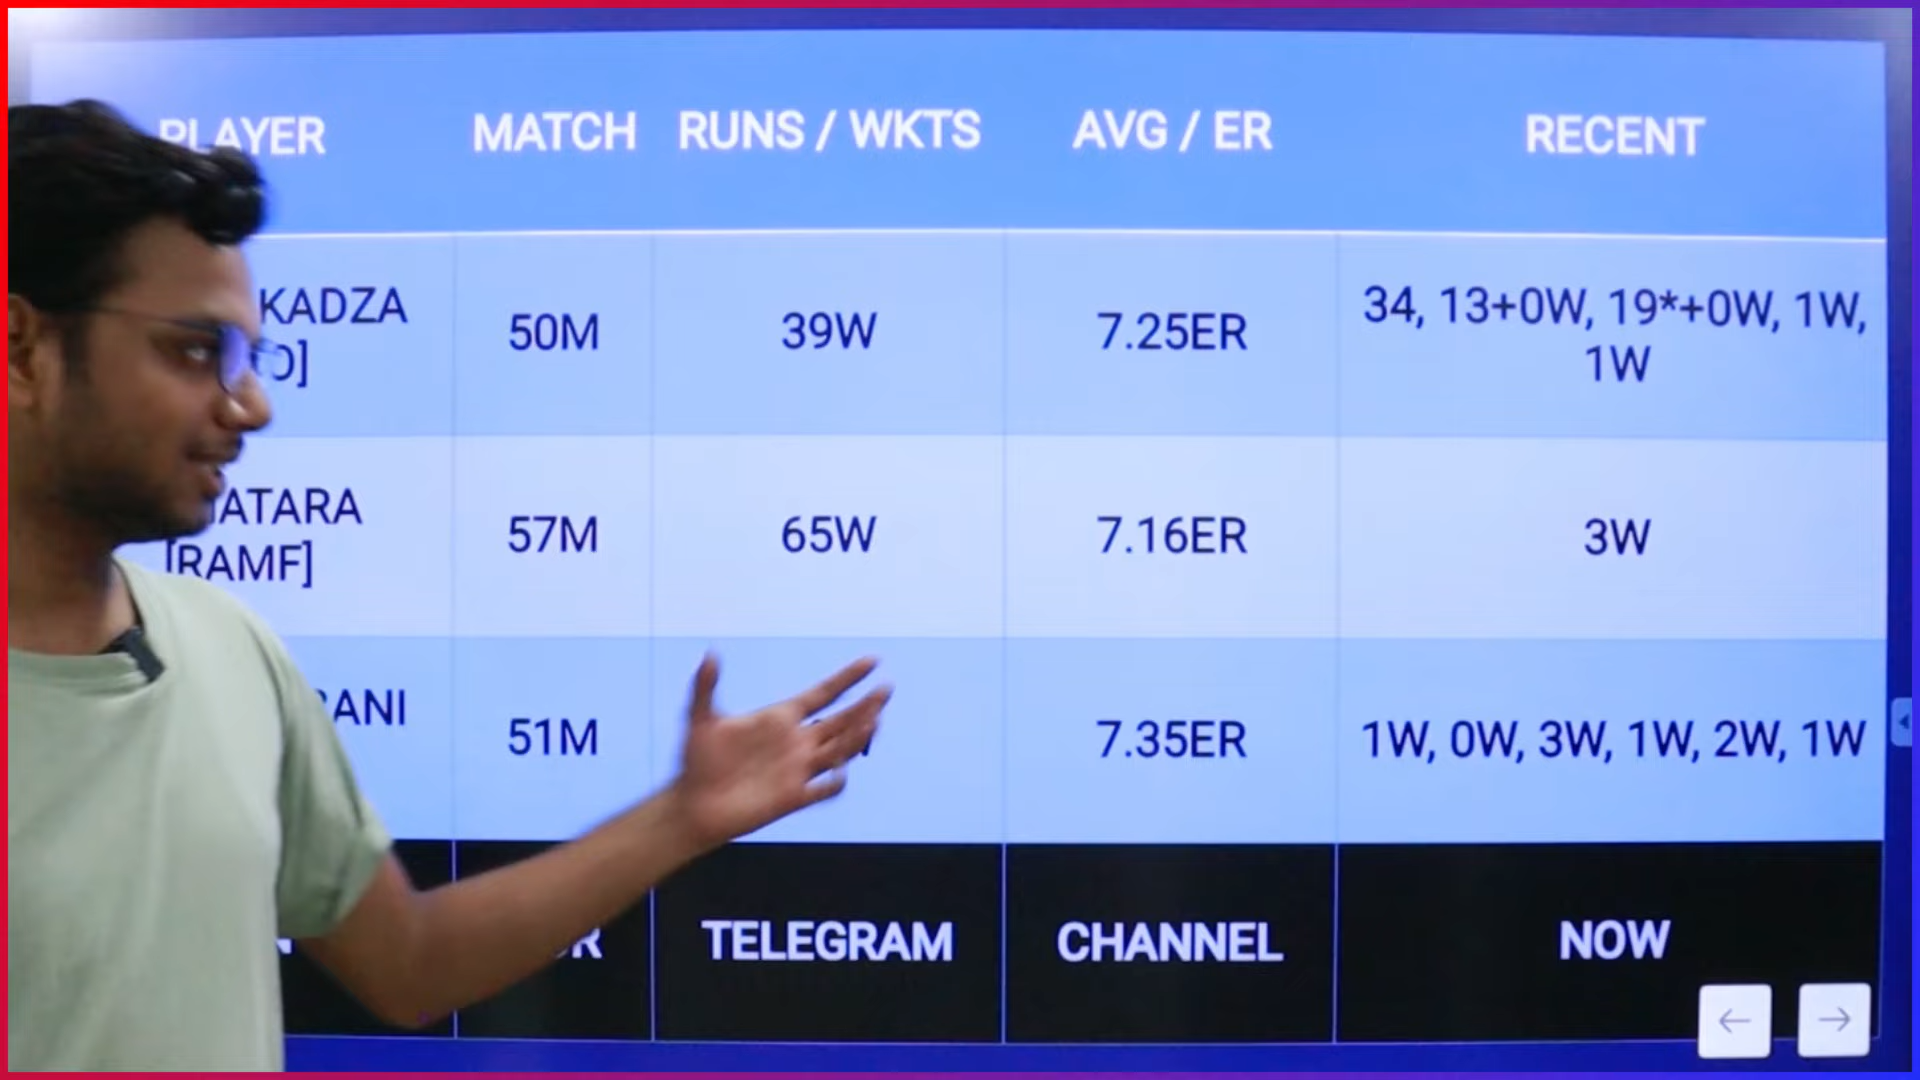 PLAYER MATCH RUNS / WKTS AVG / ER RECENT
KADZA 50M 39W 7.25ER 34, 13+0W, 19*+0W, 1W,
1W
ATARA 57M 65W 7.16ER 3W
[RAMF]
BANI 51M 7.35ER 1W, 0W, 3W, 1W, 2W, 1W
TELEGRAM CHANNEL NOW